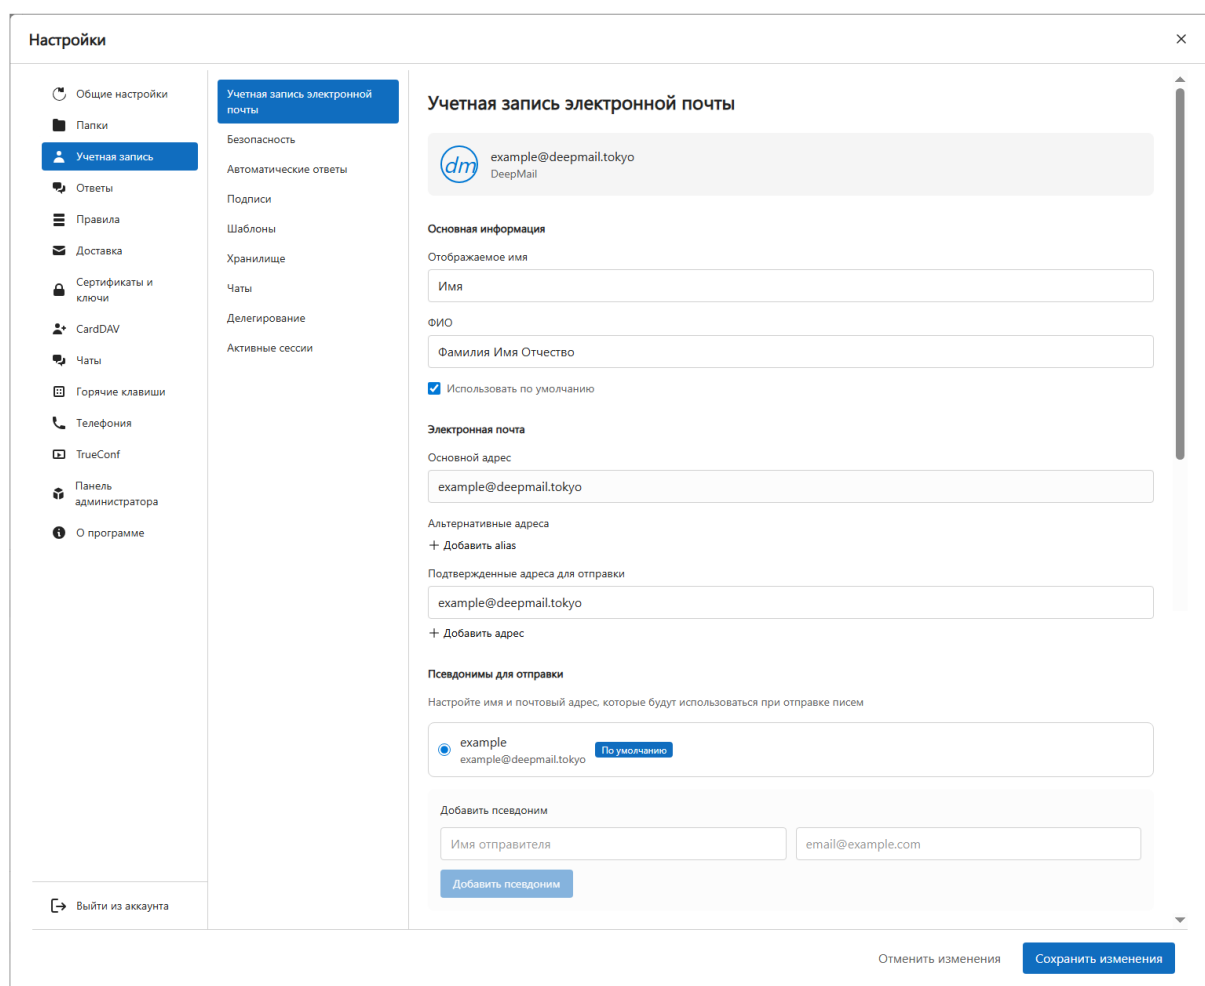 Настройки
Общие настройки
Папки
Учетная запись
Ответы
Правила
Доставка
Сертификаты и
ключи
CardDAV
Чаты
Горячие клавиши
Телефония
TrueConf
Панель
администратора
О программе
Выйти из аккаунта
Учетная запись электронной
почты
Безопасность
Автоматические ответы
Подписи
Шаблоны
Хранилище
Чаты
Делегирование
Активные сессии
Учетная запись электронной почты
dm
example@deepmail.tokyo
DeepMail
Основная информация
Отображаемое имя
Имя
ФИО
Фамилия Имя Отчество
Использовать по умолчанию
Электронная почта
Основной адрес
example@deepmail.tokyo
Альтернативные адреса
+ Добавить alias
Подтвержденные адреса для отправки
example@deepmail.tokyo
+ Добавить адрес
Псевдонимы для отправки
Настройте имя и почтовый адрес, которые будут использоваться при отправке писем
example
example@deepmail.tokyo
По умолчанию
Добавить псевдоним
Имя отправителя
email@example.com
Добавить псевдоним
Отменить изменения
Сохранить изменения